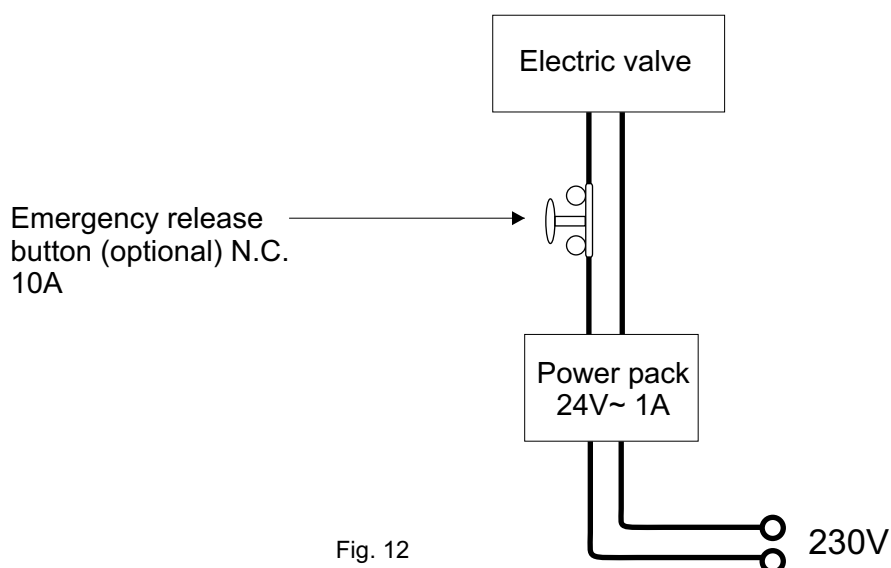 Electric valve
Emergency release
button (optional) N.C.
10A
Power pack
24V~ 1A
230V
Fig. 12